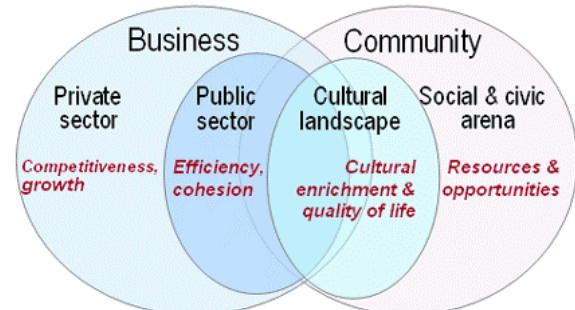 Business
Community
Private
sector
Public
sector
Cultural
landscape
Social & civic
arena
Competitiveness,
growth
Efficiency,
cohesion
Cultural
enrichment &
quality of life
Resources &
opportunities